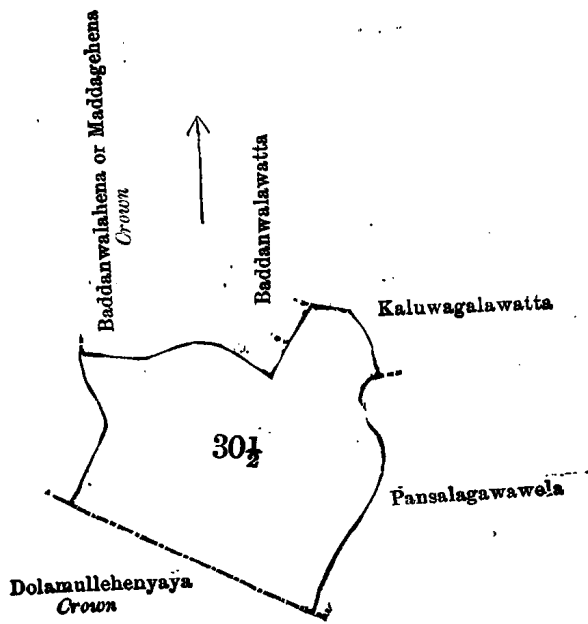 Baddanwalahena or Maddagehena
Crown
Baddanwalawatta
Kaluwagalawatta
30½
Pansalagawawela
Dolamullehenyaya
Crown